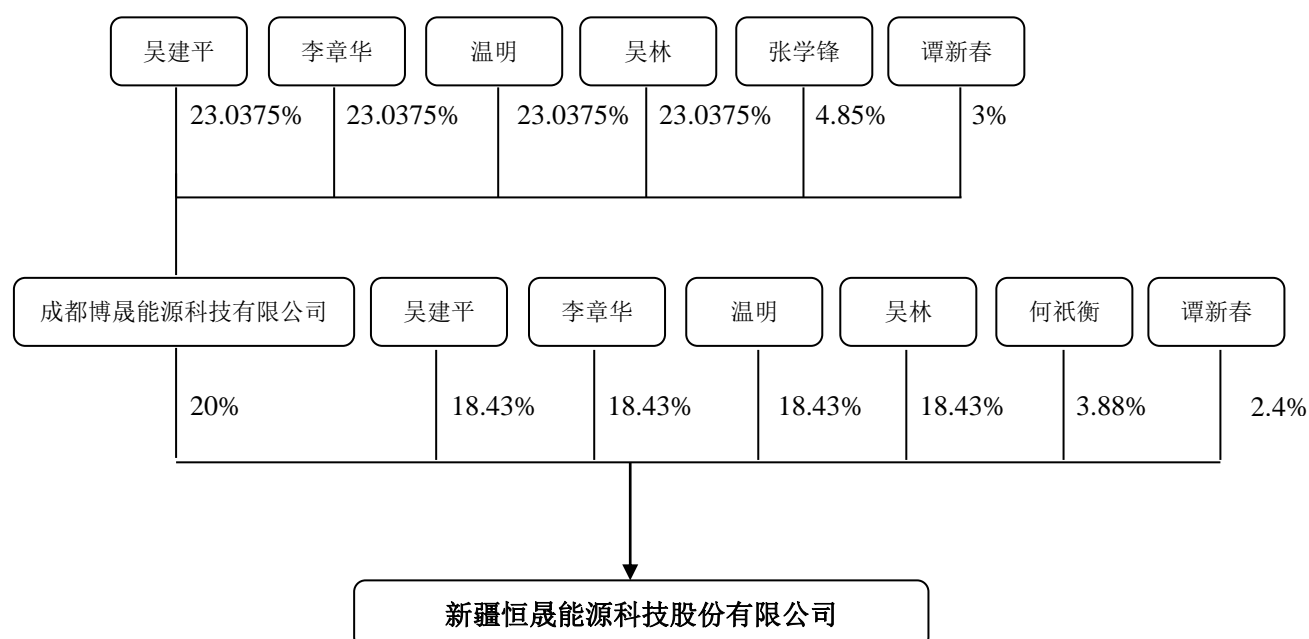 吴建平 李章华 温明 吴林 张学锋 谭新春
23.0375% 23.0375% 23.0375% 23.0375% 4.85% 3%
成都博晟能源科技有限公司 吴建平 李章华 温明 吴林 何祇衡 谭新春
20% 18.43% 18.43% 18.43% 18.43% 3.88% 2.4%
新疆恒晟能源科技股份有限公司